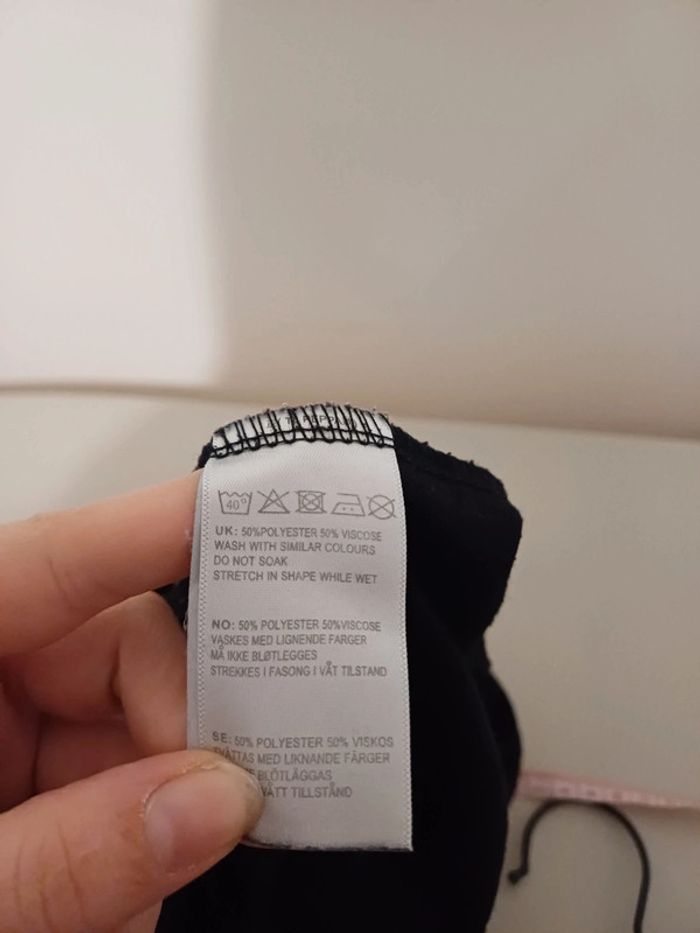 40°
UK: 50%POLYESTER 50% VISCOSE
WASH WITH SIMILAR COLOURS
DO NOT SOAK
STRETCH IN SHAPE WHILE WET
NO: 50% POLYESTER 50%VISCOSE
VASKES MED LIGNENDE FARGER
MÅ IKKE BLØTLEGGES
STREKKES I FASONG I VÅT TILSTAND
SE: 50% POLYESTER 50% VISKOS
TVÄTTAS MED LIKNANDE FÄRGER
BLÖTLÄGGAS
VÅTT TILLSTÅND